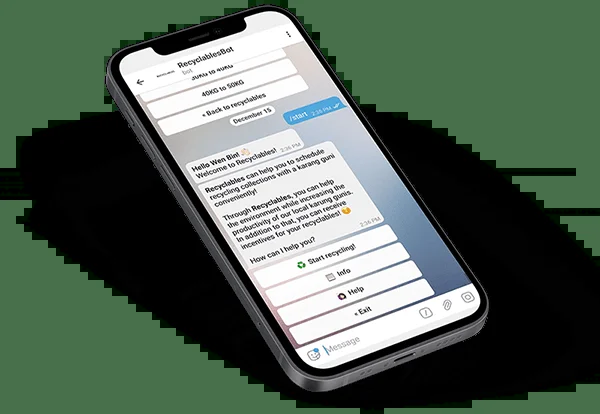 RecyclablesBot
bot
30KG to 40KG
40KG to 50KG
« Back to recyclables
December 15
/start 2:36 PM
Hello Wen Bin! 👋🏻
Welcome to Recyclables! 2:36 PM
Recyclables can help you to schedule
recycling collections with a karang guni
conveniently!
Through Recyclables, you can help
the environment while increasing the
productivity of our local karang gunis.
In addition to that, you can receive
incentives for your recyclables! 😊
How can I help you? 2:36 PM
♻️ Start recycling!
Info
Help
« Exit
Message